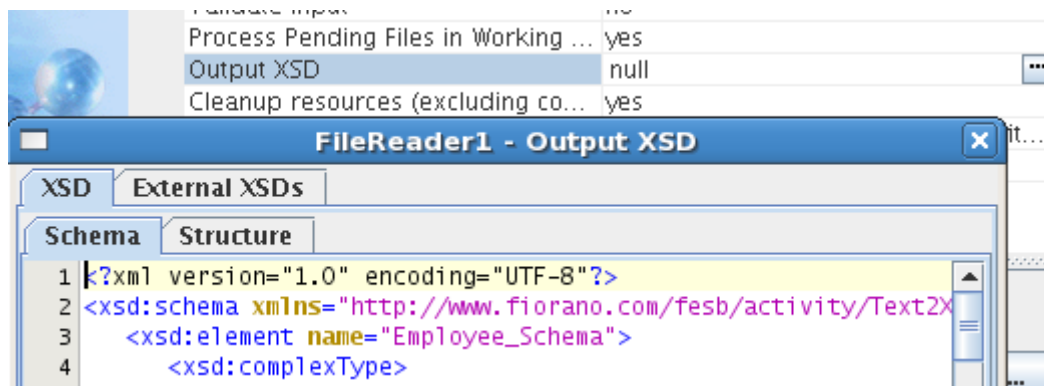 Process Pending Files in Working ... yes
Output XSD null ...
Cleanup resources (excluding co... yes
FileReader1 - Output XSD
it...
XSD External XSDs
Schema Structure
1 <?xml version="1.0" encoding="UTF-8"?>
2 <xsd:schema xmlns="http://www.fiorano.com/fesb/activity/Text2X
3 <xsd:element name="Employee_Schema">
4 <xsd:complexType>
...